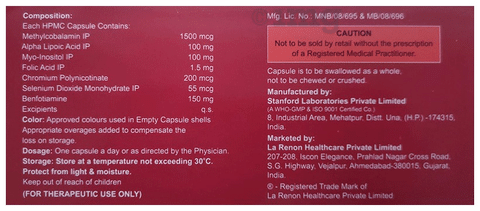 Composition:
Each HPMC Capsule Contains:
Methylcobalamin IP 1500 mcg
Alpha Lipoic Acid IP 100 mg
Myo-Inositol IP 100 mg
Folic Acid IP 1.5 mg
Chromium Polynicotinate 200 mcg
Selenium Dioxide Monohydrate IP 55 mcg
Benfotiamine 150 mg
Excipients q.s.
Color: Approved colours used in Empty Capsule shells
Appropriate overages added to compensate the
loss on storage.
Dosage: One capsule a day or as directed by the Physician.
Storage: Store at a temperature not exceeding 30°C.
Protect from light & moisture.
Keep out of reach of children
(FOR THERAPEUTIC USE ONLY)
Mfg. Lic. No.: MNB/08/695 & MB/08/696
CAUTION
Not to be sold by retail without the prescription
of a Registered Medical Practitioner.
Capsule is to be swallowed as a whole,
not to be chewed or crushed.
Manufactured by:
Stanford Laboratories Private Limited
(A WHO-GMP & ISO 9001 Certified Co.)
8, Industrial Area, Mehatpur, Distt. Una, (H.P.) -174315,
India.
Marketed by:
La Renon Healthcare Private Limited
207-208, Iscon Elegance, Prahlad Nagar Cross Road,
S.G. Highway, Vejalpur, Ahmedabad-380015. Gujarat,
India.
® - Registered Trade Mark of
La Renon Healthcare Private Limited